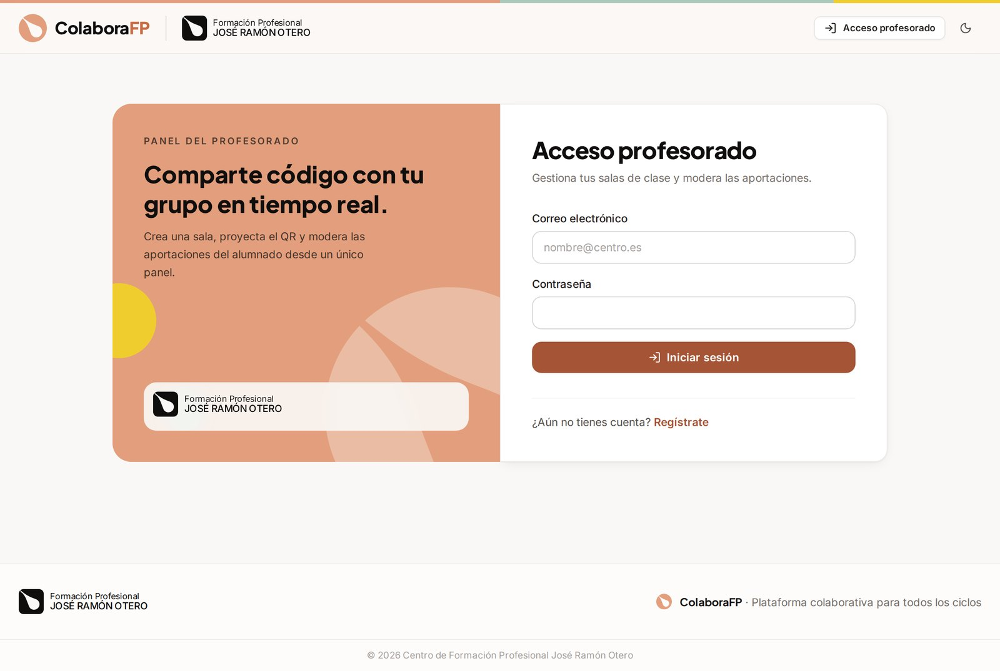 ColaboraFP
Formación Profesional
JOSÉ RAMÓN OTERO
Acceso profesorado
PANEL DEL PROFESORADO
Comparte código con tu
grupo en tiempo real.
Crea una sala, proyecta el QR y modera las
aportaciones del alumnado desde un único
panel.
Formación Profesional
JOSÉ RAMÓN OTERO
Acceso profesorado
Gestiona tus salas de clase y modera las aportaciones.
Correo electrónico
nombre@centro.es
Contraseña
Iniciar sesión
¿Aún no tienes cuenta? Regístrate
Formación Profesional
JOSÉ RAMÓN OTERO
ColaboraFP · Plataforma colaborativa para todos los ciclos
© 2026 Centro de Formación Profesional José Ramón Otero